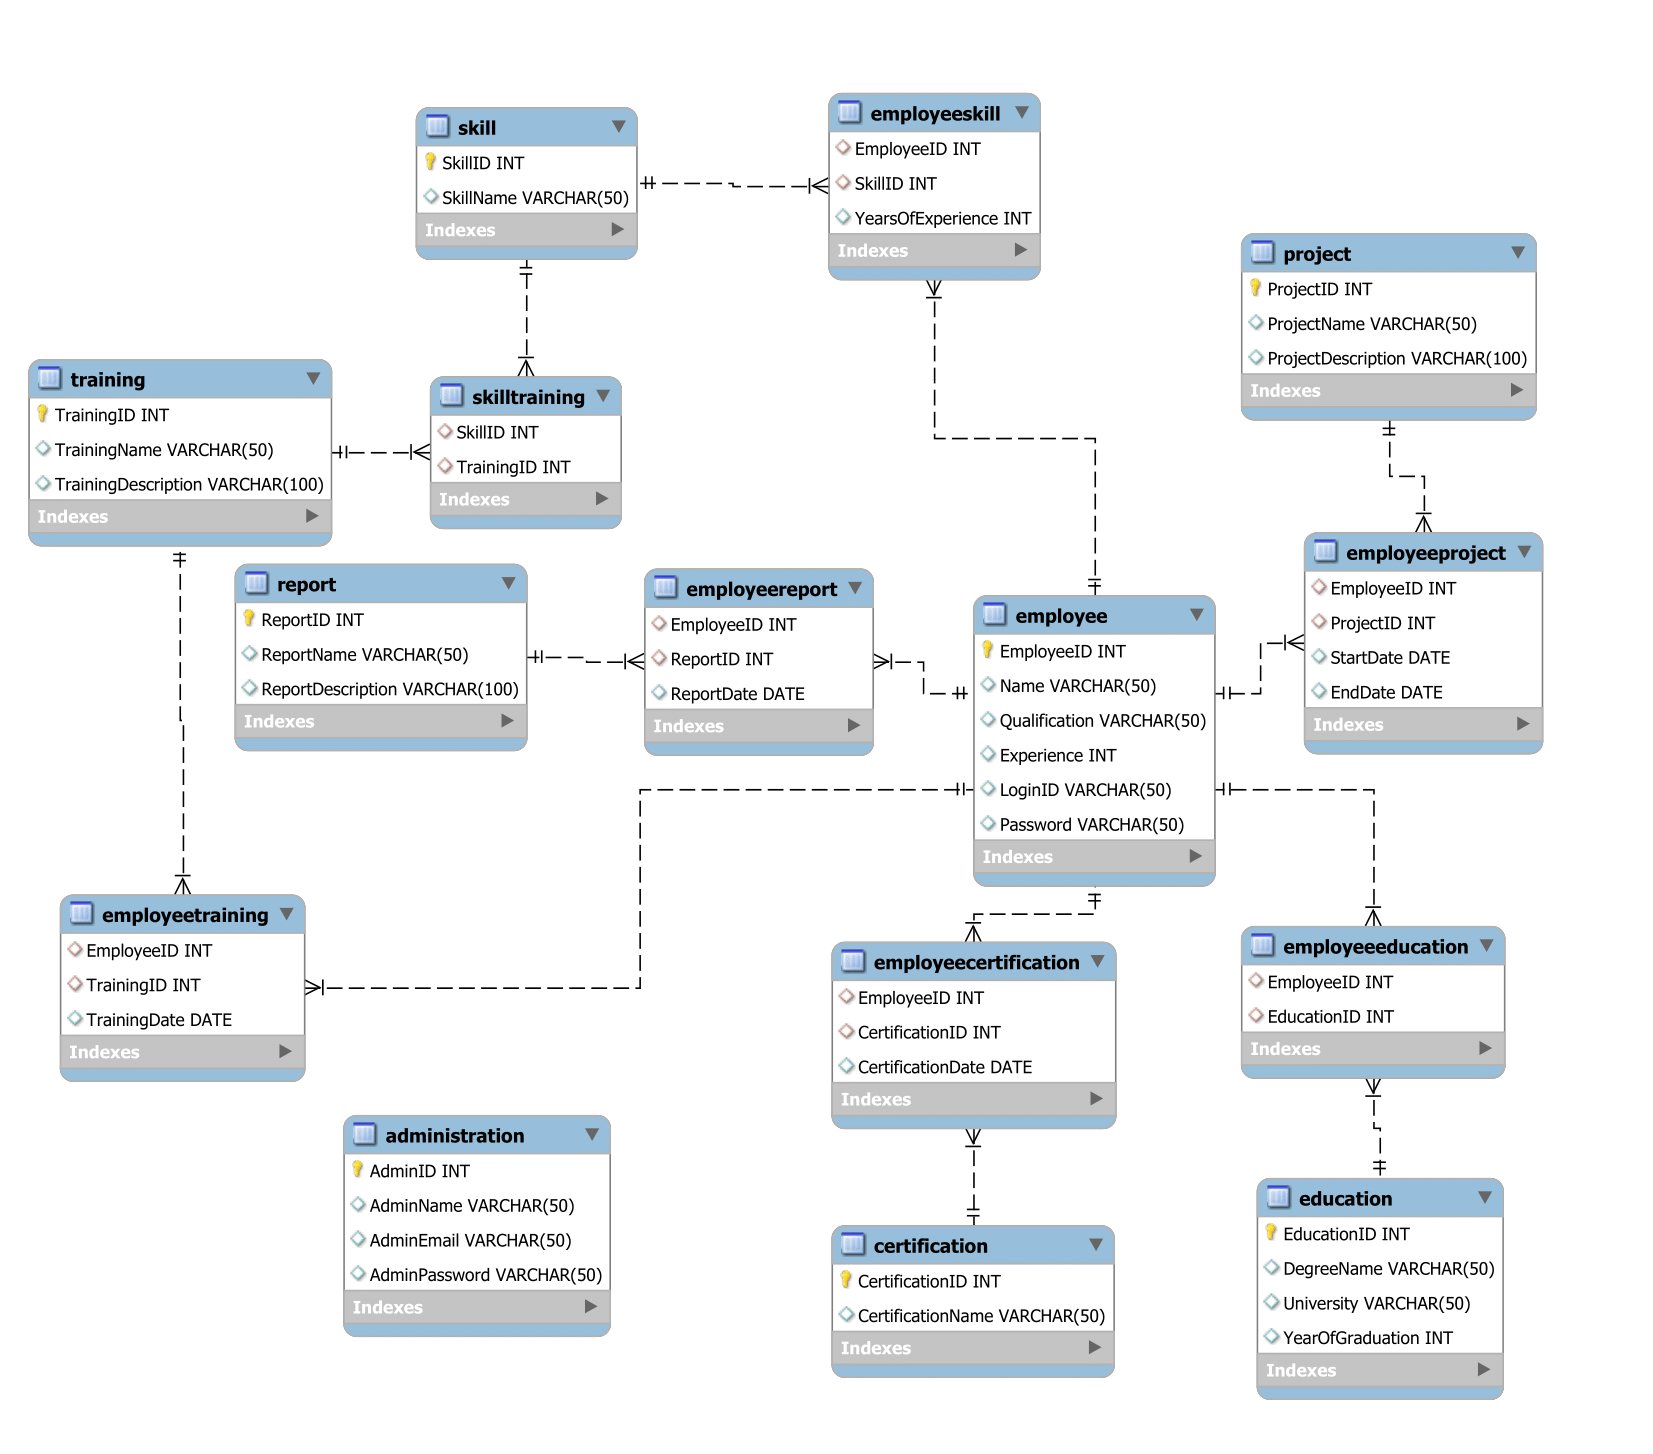 skill
SkillID INT
SkillName VARCHAR(50)
Indexes
employeeskill
EmployeeID INT
SkillID INT
YearsOfExperience INT
Indexes
project
ProjectID INT
ProjectName VARCHAR(50)
ProjectDescription VARCHAR(100)
Indexes
training
TrainingID INT
TrainingName VARCHAR(50)
TrainingDescription VARCHAR(100)
Indexes
skilltraining
SkillID INT
TrainingID INT
Indexes
report
ReportID INT
ReportName VARCHAR(50)
ReportDescription VARCHAR(100)
Indexes
employeereport
EmployeeID INT
ReportID INT
ReportDate DATE
Indexes
employee
EmployeeID INT
Name VARCHAR(50)
Qualification VARCHAR(50)
Experience INT
LoginID VARCHAR(50)
Password VARCHAR(50)
Indexes
employeeproject
EmployeeID INT
ProjectID INT
StartDate DATE
EndDate DATE
Indexes
employeetraining
EmployeeID INT
TrainingID INT
TrainingDate DATE
Indexes
employeecertification
EmployeeID INT
CertificationID INT
CertificationDate DATE
Indexes
employeeeducation
EmployeeID INT
EducationID INT
Indexes
administration
AdminID INT
AdminName VARCHAR(50)
AdminEmail VARCHAR(50)
AdminPassword VARCHAR(50)
Indexes
certification
CertificationID INT
CertificationName VARCHAR(50)
Indexes
education
EducationID INT
DegreeName VARCHAR(50)
University VARCHAR(50)
YearOfGraduation INT
Indexes